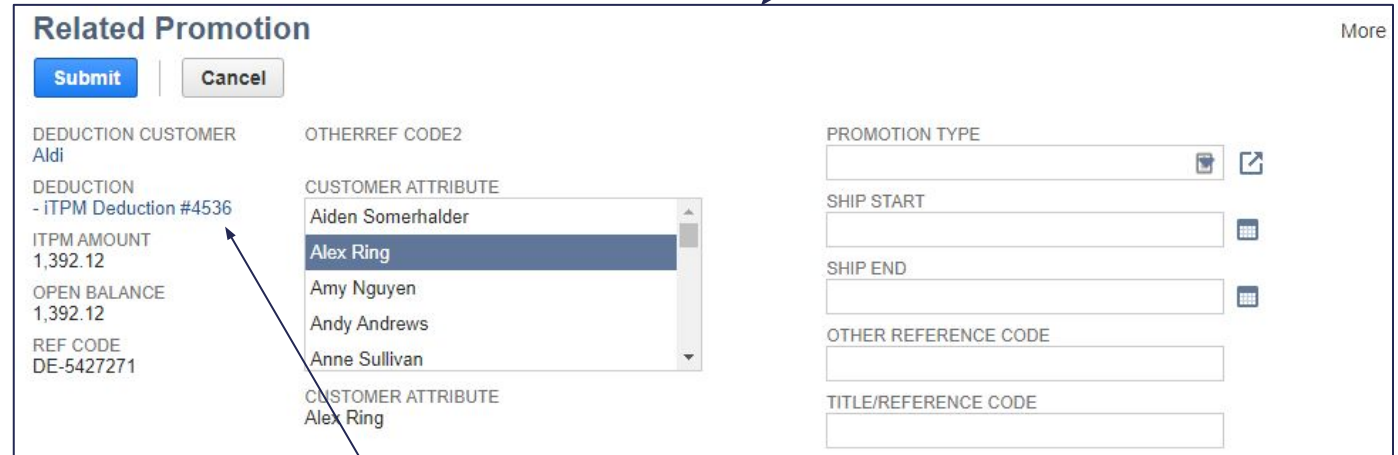 Related Promotion
More
Submit
Cancel
DEDUCTION CUSTOMER
Aldi
DEDUCTION
- iTPM Deduction #4536
ITPM AMOUNT
1,392.12
OPEN BALANCE
1,392.12
REF CODE
DE-5427271
OTHERREF CODE2
CUSTOMER ATTRIBUTE
Aiden Somerhalder
Alex Ring
Amy Nguyen
Andy Andrews
Anne Sullivan
CUSTOMER ATTRIBUTE
Alex Ring
PROMOTION TYPE
SHIP START
SHIP END
OTHER REFERENCE CODE
TITLE/REFERENCE CODE